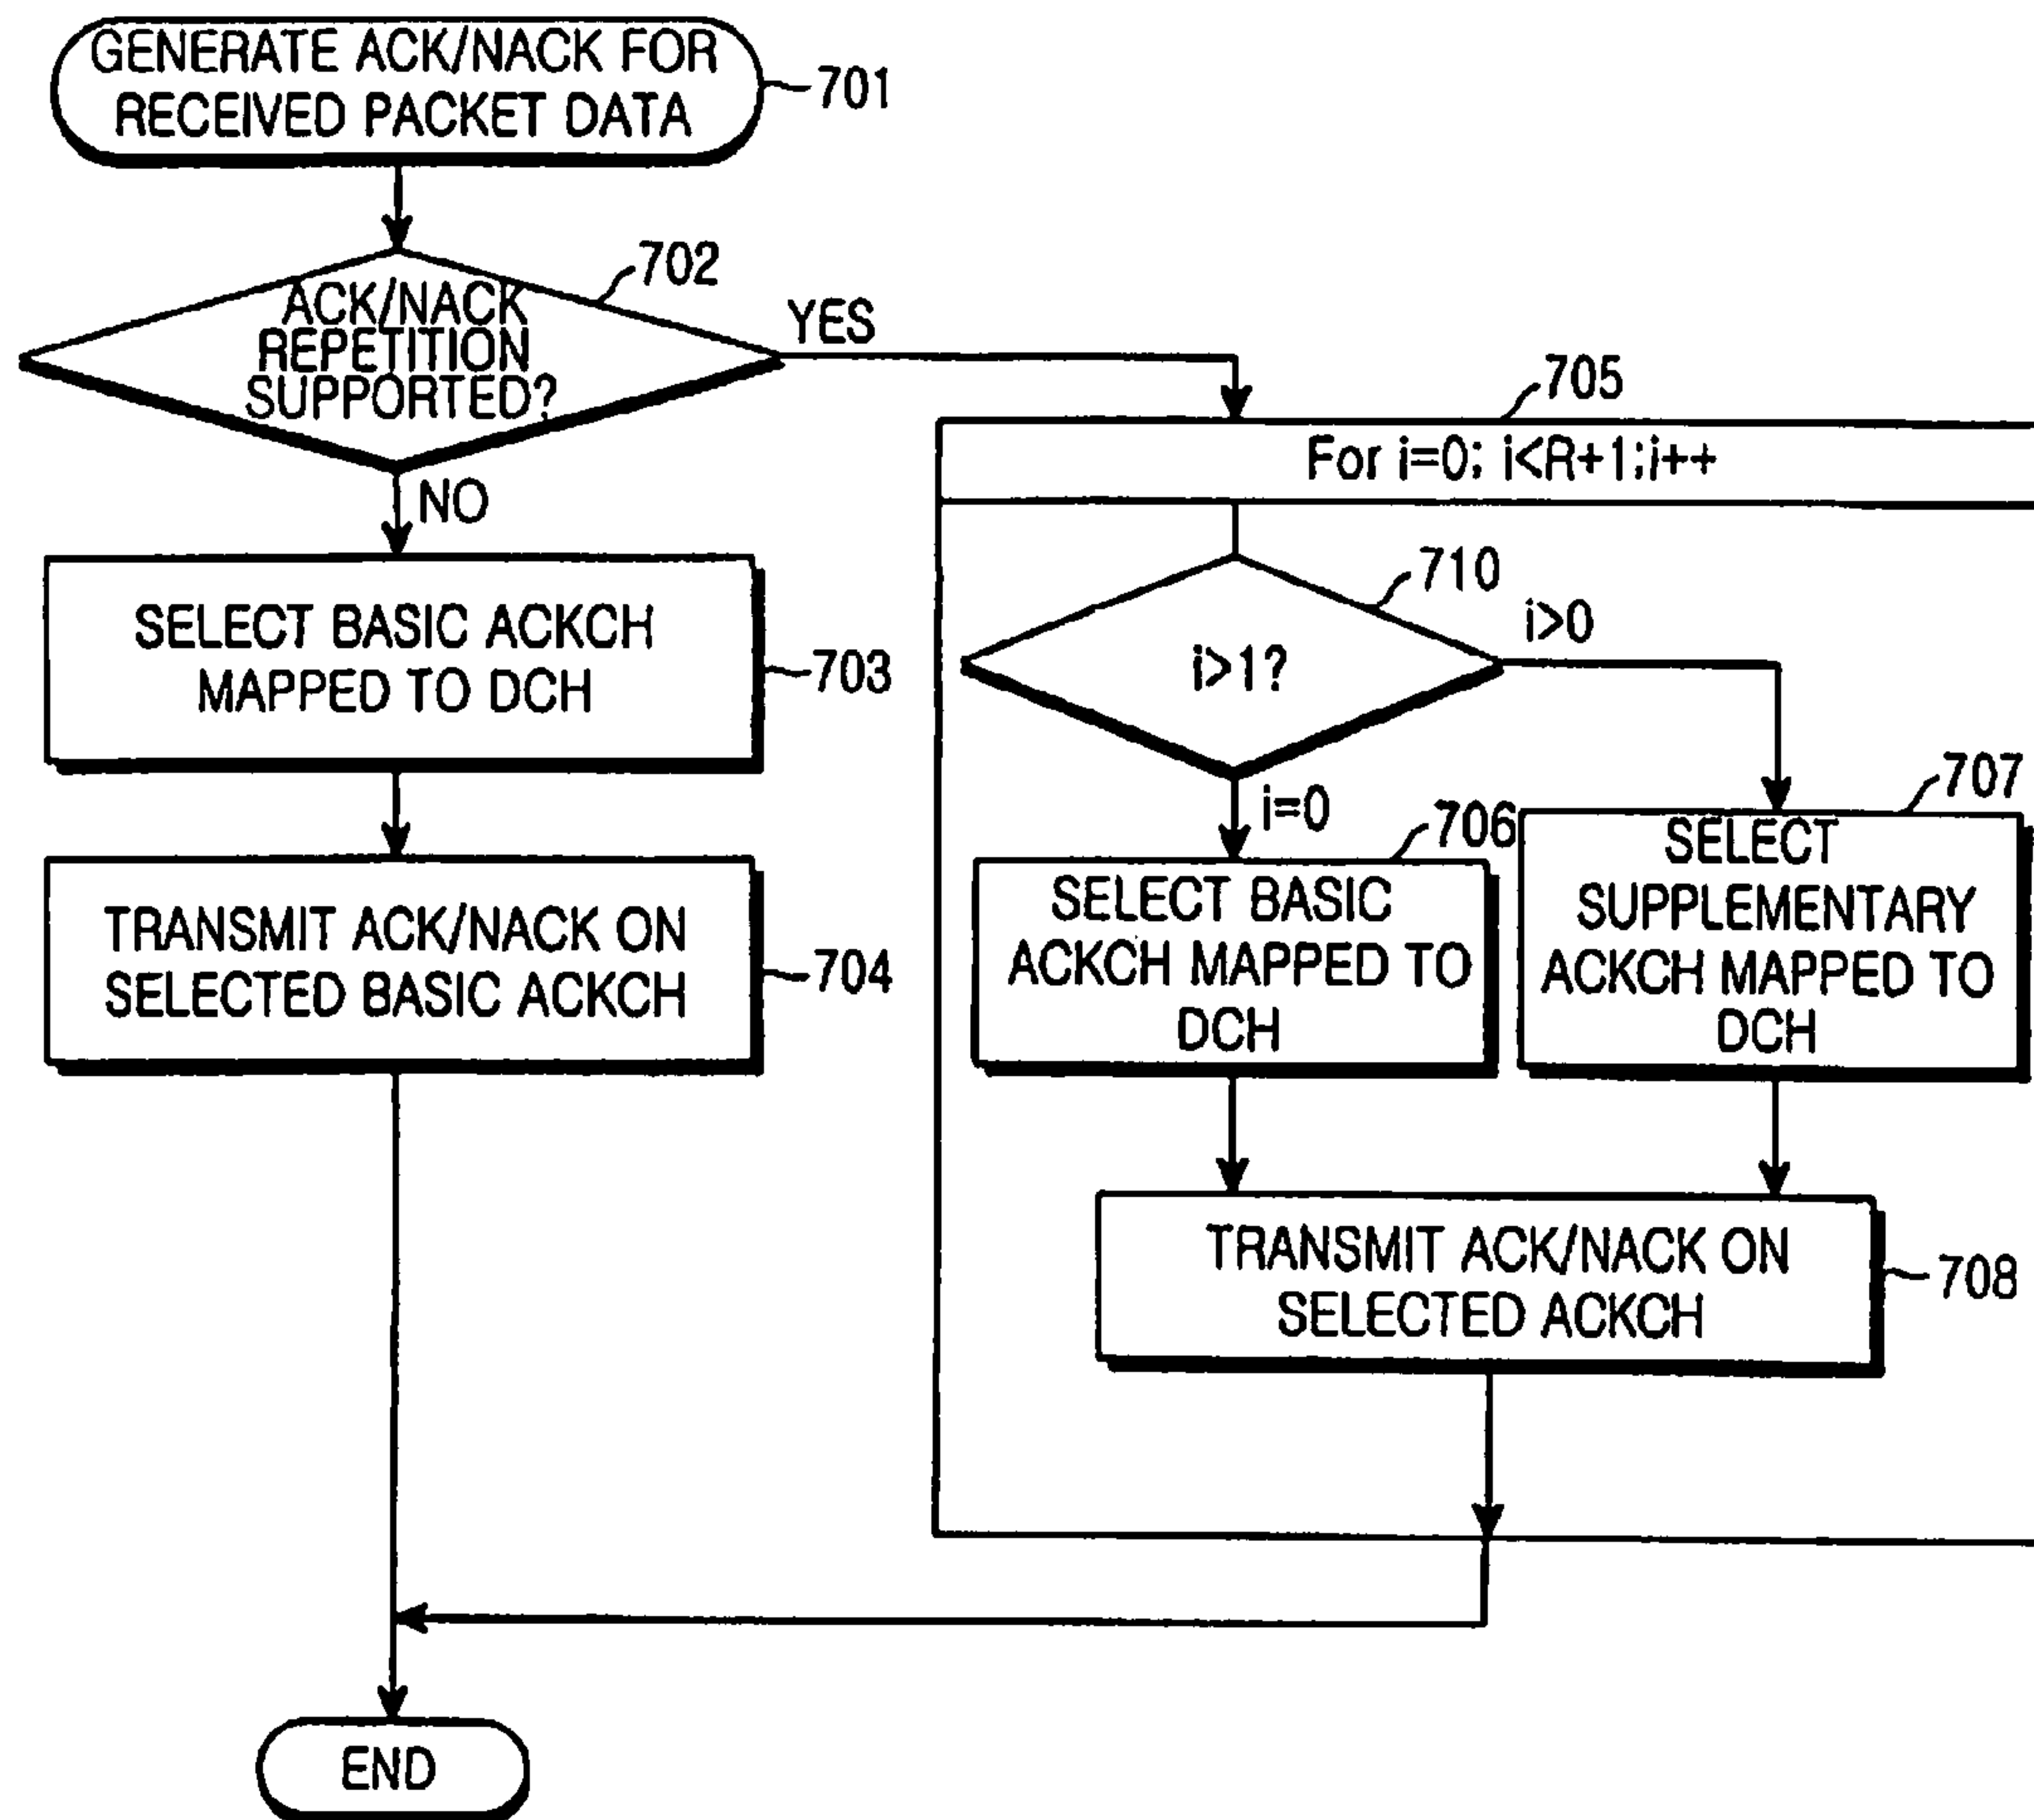 GENERATE ACK/NACK FOR
RECEIVED PACKET DATA
701
ACK/NACK
REPETITION
SUPPORTED?
702
YES
NO
SELECT BASIC ACKCH
MAPPED TO DCH
703
TRANSMIT ACK/NACK ON
SELECTED BASIC ACKCH
704
705
For i=0; i<R+1;i++
710
i>1?
i>0
i=0
706
SELECT BASIC
ACKCH MAPPED TO
DCH
707
SELECT
SUPPLEMENTARY
ACKCH MAPPED TO
DCH
TRANSMIT ACK/NACK ON
SELECTED ACKCH
708
END